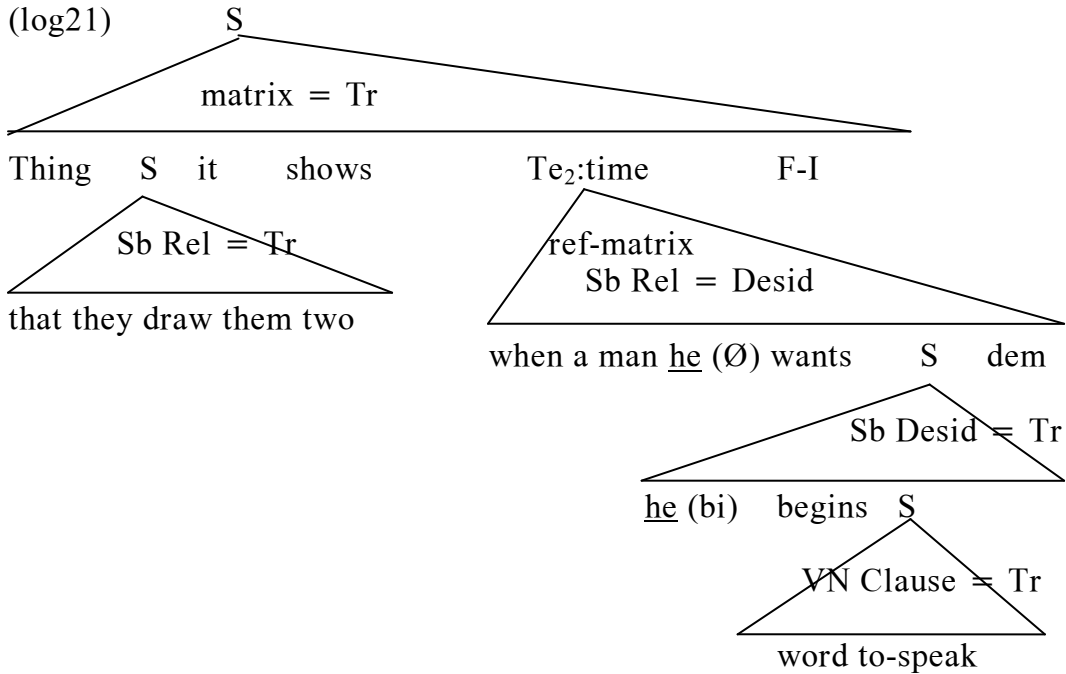 (log21) S
matrix = Tr
Thing S it shows Te₂:time F-I
Sb Rel = Tr
ref-matrix
Sb Rel = Desid
that they draw them two
when a man he (Ø) wants S dem
Sb Desid = Tr
he (bi) begins S
VN Clause = Tr
word to-speak